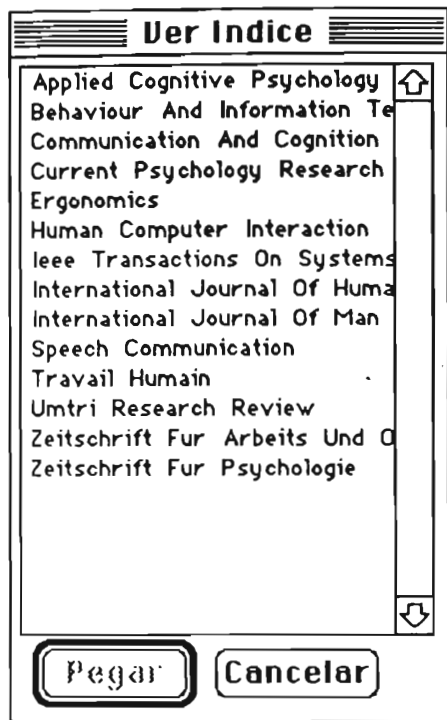 Ver Indice
Applied Cognitive Psychology
Behaviour And Information Te
Communication And Cognition
Current Psychology Research
Ergonomics
Human Computer Interaction
Ieee Transactions On Systems
International Journal Of Huma
International Journal Of Man
Speech Communication
Travail Humain
Umtri Research Review
Zeitschrift Fur Arbeits Und O
Zeitschrift Fur Psychologie
Pegar
Cancelar